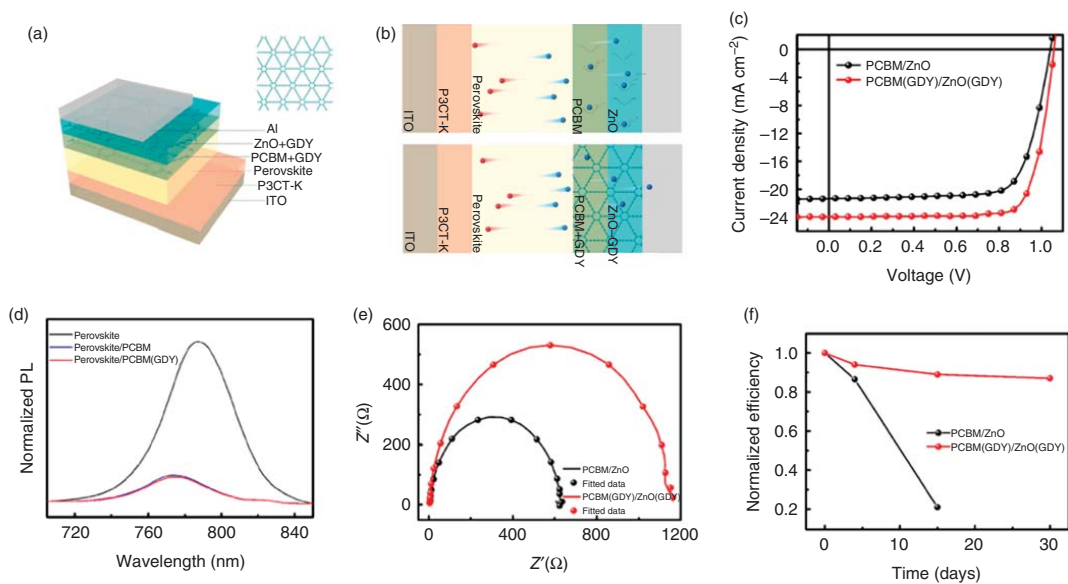 (a)
Al
ZnO+GDY
PCBM+GDY
Perovskite
P3CT-K
ITO
(b)
ITO
P3CT-K
Perovskite
PCBM
ZnO
ITO
P3CT-K
Perovskite
PCBM+GDY
ZnO–GDY
(c)
Current density (mA cm−2)
0
−4
−8
−12
−16
−20
−24
PCBM/ZnO
PCBM(GDY)/ZnO(GDY)
0.0 0.2 0.4 0.6 0.8 1.0
Voltage (V)
(d)
Normalized PL
Perovskite
Perovskite/PCBM
Perovskite/PCBM(GDY)
720 760 800 840
Wavelength (nm)
(e)
Z″(Ω)
600
400
200
0
PCBM/ZnO
Fitted data
PCBM(GDY)/ZnO(GDY)
Fitted data
0 400 800 1200
Z′(Ω)
(f)
Normalized efficiency
1.0
0.8
0.6
0.4
0.2
PCBM/ZnO
PCBM(GDY)/ZnO(GDY)
0 10 20 30
Time (days)